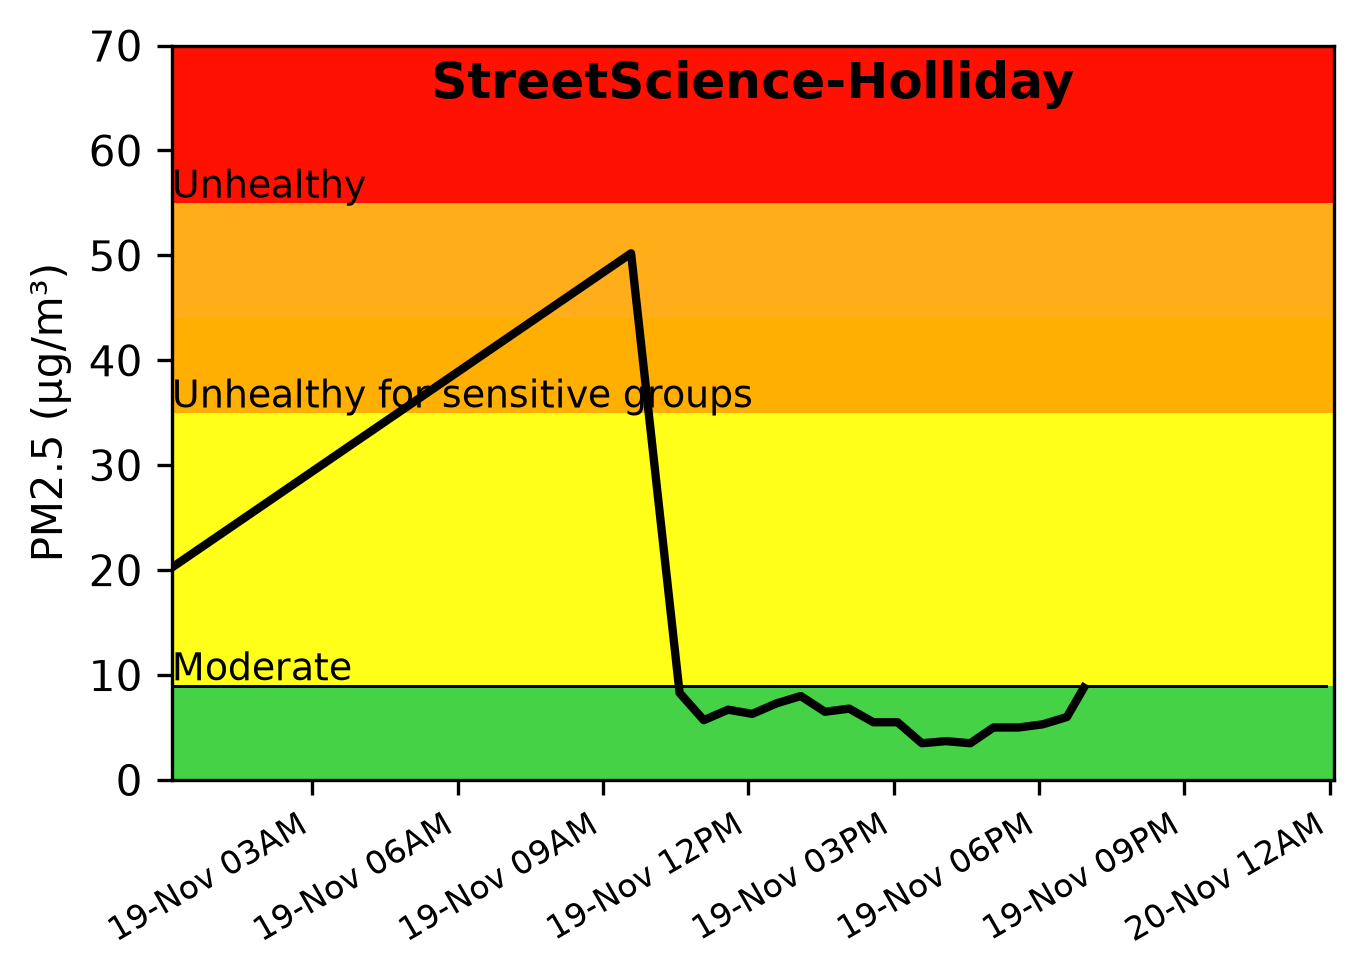 StreetScience-Holliday
70
60
Unhealthy
50
40
Unhealthy for sensitive groups
30
20
Moderate
10
0
PM2.5 (µg/m³)
19-Nov 03AM
19-Nov 06AM
19-Nov 09AM
19-Nov 12PM
19-Nov 03PM
19-Nov 06PM
19-Nov 09PM
20-Nov 12AM